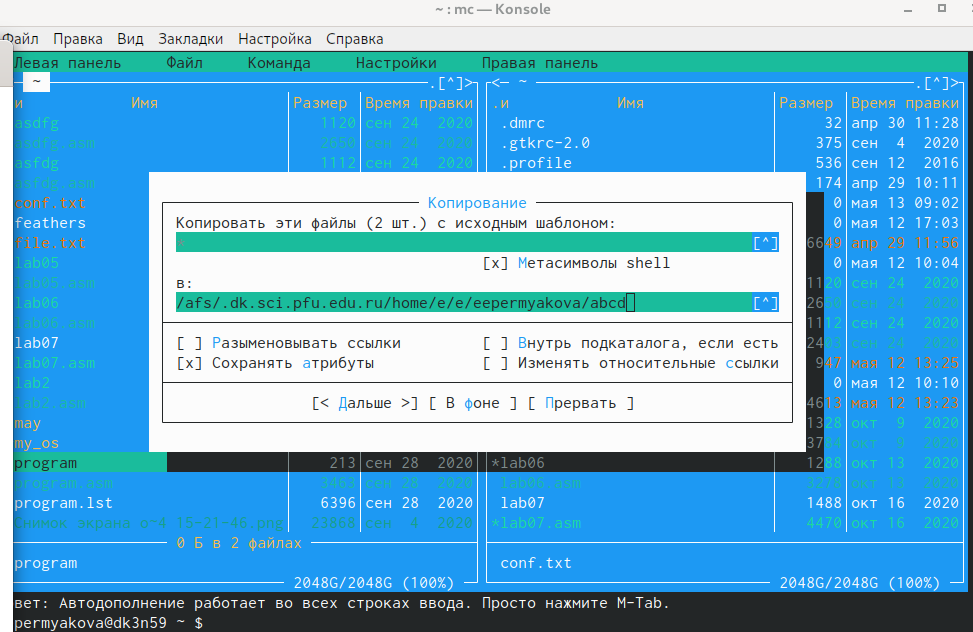 ~ : mc — Konsole
Файл Правка Вид Закладки Настройка Справка
Левая панель Файл Команда Настройки Правая панель
~ .[^]> <— ~ .[^]>
и Имя Размер Время правки .и Имя Размер Время правки
asdfg 1120 сен 24 2020 .dmrc 32 апр 30 11:28
asdfg.asm 2650 сен 24 2020 .gtkrc-2.0 375 сен 4 2020
asfdg 1112 сен 24 2020 .profile 536 сен 12 2016
asfdg.asm 174 апр 29 10:11
conf.txt Копирование 0 мая 13 09:02
feathers Копировать эти файлы (2 шт.) с исходным шаблоном: 0 мая 12 17:03
file.txt [^] 6649 апр 29 11:56
lab05 [x] Метасимволы shell 0 мая 12 10:04
lab05.asm в: 1120 сен 24 2020
lab06 /afs/.dk.sci.pfu.edu.ru/home/e/e/eepermyakova/abcd [^] 2650 сен 24 2020
lab06.asm 1112 сен 24 2020
lab07 [ ] Разыменовывать ссылки [ ] Внутрь подкаталога, если есть 2403 сен 24 2020
lab07.asm [x] Сохранять атрибуты [ ] Изменять относительные ссылки 947 мая 12 13:25
lab2 0 мая 12 10:10
lab2.asm [< Дальше >] [ В фоне ] [ Прервать ] 4613 мая 12 13:23
may 1328 окт 9 2020
my_os 3784 окт 9 2020
program 213 сен 28 2020 *lab06 1288 окт 13 2020
program.asm 3463 сен 28 2020 lab06.asm 3278 окт 13 2020
program.lst 6396 сен 28 2020 lab07 1488 окт 16 2020
Снимок экрана о~4 15-21-46.png 23868 сен 4 2020 *lab07.asm 4470 окт 16 2020
0 Б в 2 файлах
program conf.txt
2048G/2048G (100%) 2048G/2048G (100%)
вет: Автодополнение работает во всех строках ввода. Просто нажмите M-Tab.
permyakova@dk3n59 ~ $